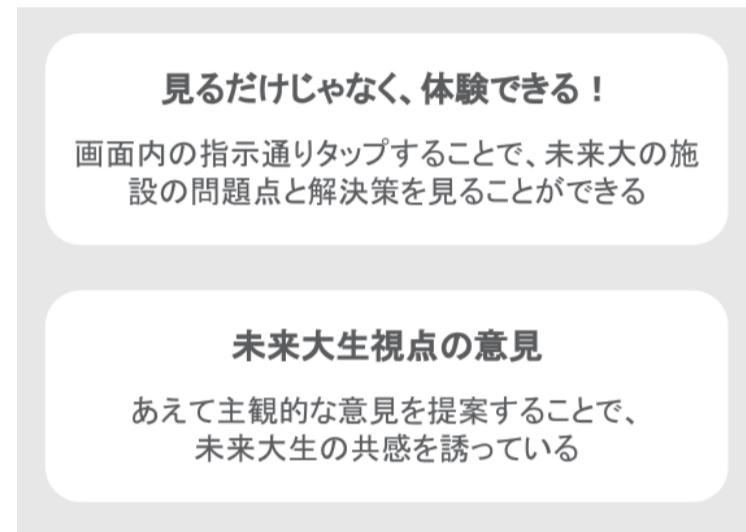 見るだけじゃなく、体験できる！
画面内の指示通りタップすることで、未来大の施
設の問題点と解決策を見ることができる
未来大生視点の意見
あえて主観的な意見を提案することで、
未来大生の共感を誘っている